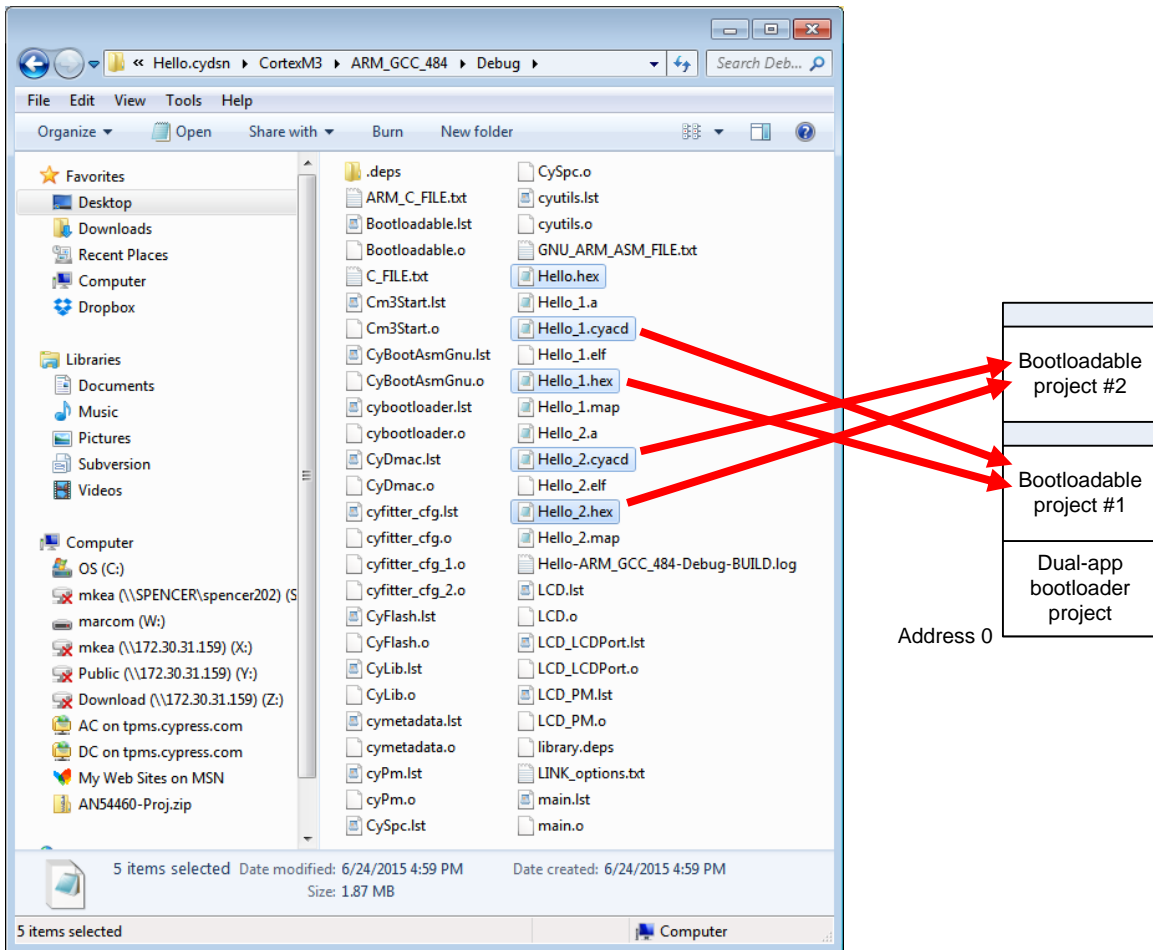 « Hello.cydsn ▸ CortexM3 ▸ ARM_GCC_484 ▸ Debug ▸
Search Deb...
File Edit View Tools Help
Organize ▾ Open Share with ▾ Burn New folder
Favorites
Desktop
Downloads
Recent Places
Computer
Dropbox
Libraries
Documents
Music
Pictures
Subversion
Videos
Computer
OS (C:)
mkea (\\SPENCER\spencer202) (S
marcom (W:)
mkea (\\172.30.31.159) (X:)
Public (\\172.30.31.159) (Y:)
Download (\\172.30.31.159) (Z:)
AC on tpms.cypress.com
DC on tpms.cypress.com
My Web Sites on MSN
AN54460-Proj.zip
.deps
ARM_C_FILE.txt
Bootloadable.lst
Bootloadable.o
C_FILE.txt
Cm3Start.lst
Cm3Start.o
CyBootAsmGnu.lst
CyBootAsmGnu.o
cybootloader.lst
cybootloader.o
CyDmac.lst
CyDmac.o
cyfitter_cfg.lst
cyfitter_cfg.o
cyfitter_cfg_1.o
cyfitter_cfg_2.o
CyFlash.lst
CyFlash.o
CyLib.lst
CyLib.o
cymetadata.lst
cymetadata.o
cyPm.lst
cyPm.o
CySpc.lst
CySpc.o
cyutils.lst
cyutils.o
GNU_ARM_ASM_FILE.txt
Hello.hex
Hello_1.a
Hello_1.cyacd
Hello_1.elf
Hello_1.hex
Hello_1.map
Hello_2.a
Hello_2.cyacd
Hello_2.elf
Hello_2.hex
Hello_2.map
Hello-ARM_GCC_484-Debug-BUILD.log
LCD.lst
LCD.o
LCD_LCDPort.lst
LCD_LCDPort.o
LCD_PM.lst
LCD_PM.o
library.deps
LINK_options.txt
main.lst
main.o
5 items selected Date modified: 6/24/2015 4:59 PM Date created: 6/24/2015 4:59 PM
Size: 1.87 MB
5 items selected Computer
Bootloadable
project #2
Bootloadable
project #1
Dual-app
bootloader
project
Address 0